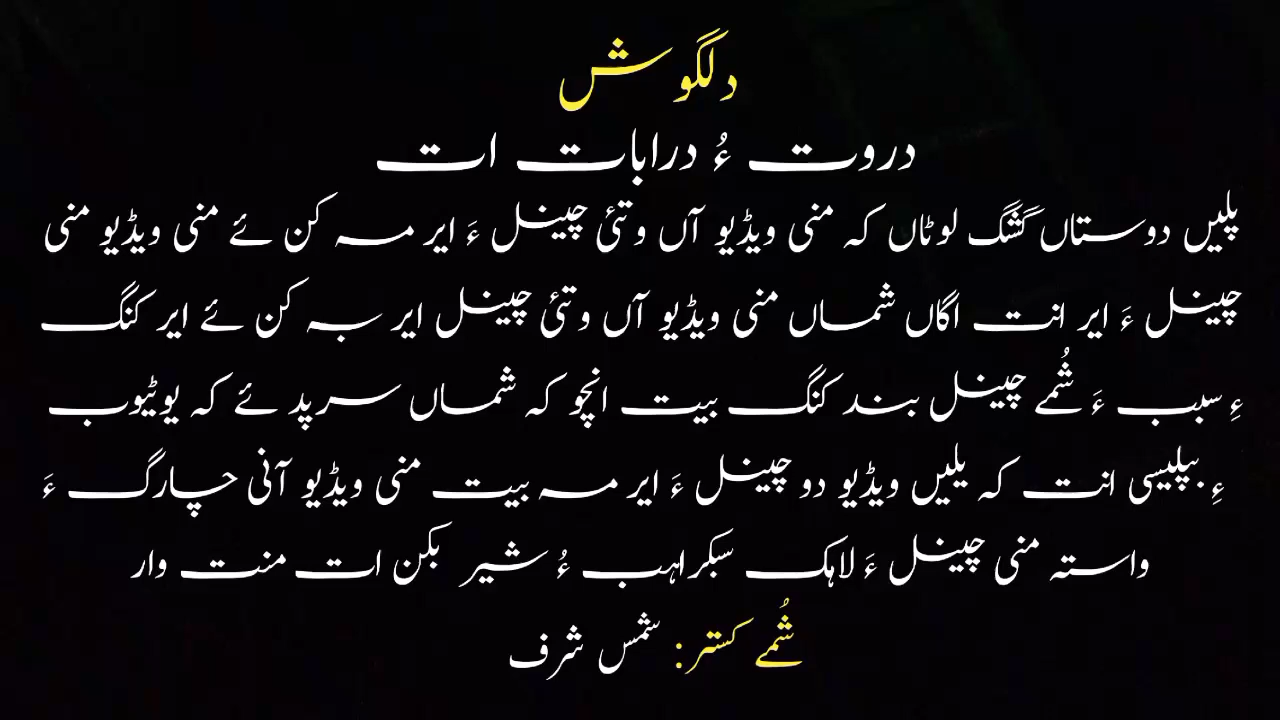 دلگوش
دروت ءُ درابات ات
پلیں دوستاں گشگ لوٹاں کہ منی ویڈیو آں وتئ چینل ءَ ایر مہ کن ئے منی ویڈیو منی
چینل ءَ ایر انت اگاں شماں منی ویڈیو آں وتئ چینل ایر بہ کن ئے ایر کنگ
ءِ سبب ءَ شُمے چینل بند کنگ بیت انچو کہ شماں سرپد ئے کہ یوٹیوب
ءِ بپلیسی انت کہ یلیں ویڈیو دو چینل ءَ ایر مہ بیت منی ویڈیو آنی چارگ ءَ
واستہ منی چینل ءَ لاہک سبکراہب ءُ شیر بکن ات منت وار
شُمے کستر: شمس شرف